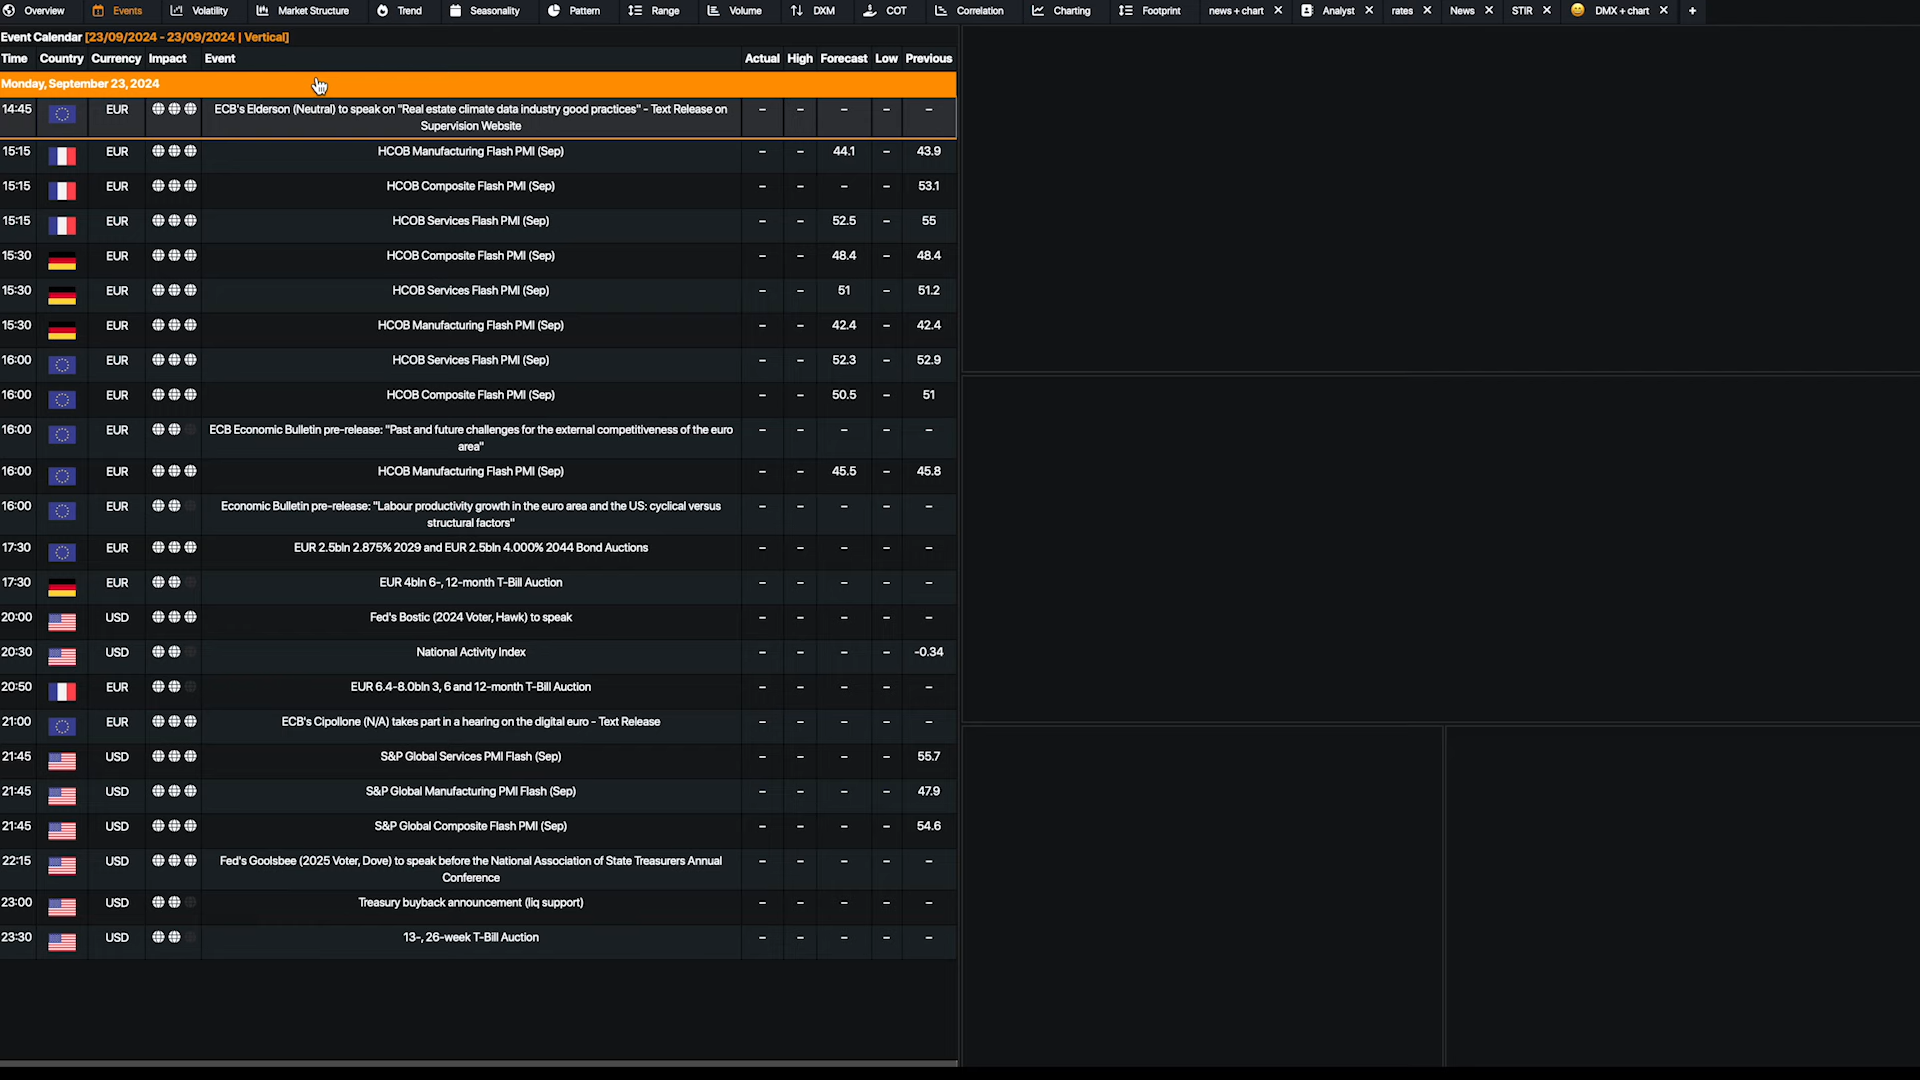 Overview Events Volatility Market Structure Trend Seasonality Pattern Range Volume DXM COT Correlation Charting Footprint news + chart Analyst rates News STIR DMX + chart +
Event Calendar [23/09/2024 - 23/09/2024 | Vertical]
Time Country Currency Impact Event Actual High Forecast Low Previous
Monday, September 23, 2024
14:45 EUR ECB's Elderson (Neutral) to speak on "Real estate climate data industry good practices" - Text Release on – – – – –
Supervision Website
15:15 EUR HCOB Manufacturing Flash PMI (Sep) – – 44.1 – 43.9
15:15 EUR HCOB Composite Flash PMI (Sep) – – – – 53.1
15:15 EUR HCOB Services Flash PMI (Sep) – – 52.5 – 55
15:30 EUR HCOB Composite Flash PMI (Sep) – – 48.4 – 48.4
15:30 EUR HCOB Services Flash PMI (Sep) – – 51 – 51.2
15:30 EUR HCOB Manufacturing Flash PMI (Sep) – – 42.4 – 42.4
16:00 EUR HCOB Services Flash PMI (Sep) – – 52.3 – 52.9
16:00 EUR HCOB Composite Flash PMI (Sep) – – 50.5 – 51
16:00 EUR ECB Economic Bulletin pre-release: "Past and future challenges for the external competitiveness of the euro – – – – –
area"
16:00 EUR HCOB Manufacturing Flash PMI (Sep) – – 45.5 – 45.8
16:00 EUR Economic Bulletin pre-release: "Labour productivity growth in the euro area and the US: cyclical versus – – – – –
structural factors"
17:30 EUR EUR 2.5bln 2.875% 2029 and EUR 2.5bln 4.000% 2044 Bond Auctions – – – – –
17:30 EUR EUR 4bln 6-, 12-month T-Bill Auction – – – – –
20:00 USD Fed's Bostic (2024 Voter, Hawk) to speak – – – – –
20:30 USD National Activity Index – – – – -0.34
20:50 EUR EUR 6.4-8.0bln 3, 6 and 12-month T-Bill Auction – – – – –
21:00 EUR ECB's Cipollone (N/A) takes part in a hearing on the digital euro - Text Release – – – – –
21:45 USD S&P Global Services PMI Flash (Sep) – – – – 55.7
21:45 USD S&P Global Manufacturing PMI Flash (Sep) – – – – 47.9
21:45 USD S&P Global Composite Flash PMI (Sep) – – – – 54.6
22:15 USD Fed's Goolsbee (2025 Voter, Dove) to speak before the National Association of State Treasurers Annual – – – – –
Conference
23:00 USD Treasury buyback announcement (liq support) – – – – –
23:30 USD 13-, 26-week T-Bill Auction – – – – –